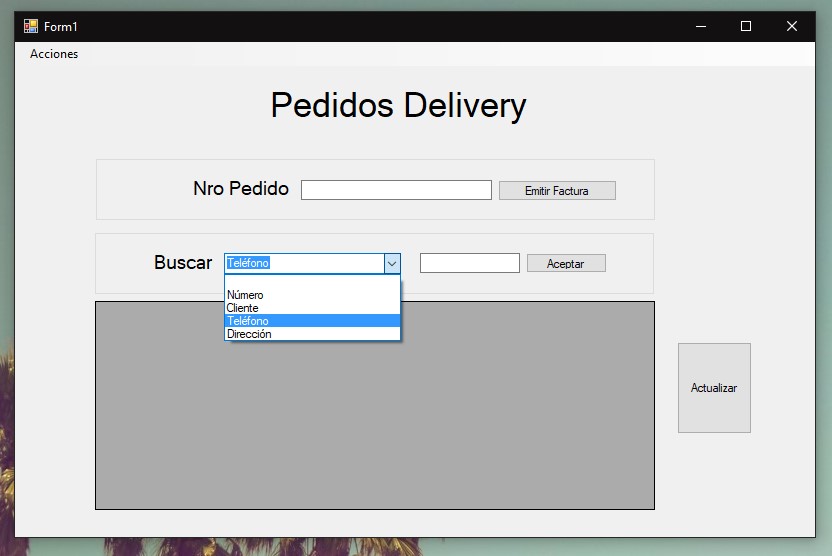 Form1
Acciones
Pedidos Delivery
Nro Pedido
Emitir Factura
Buscar
Teléfono
Aceptar
Número
Cliente
Teléfono
Dirección
Actualizar